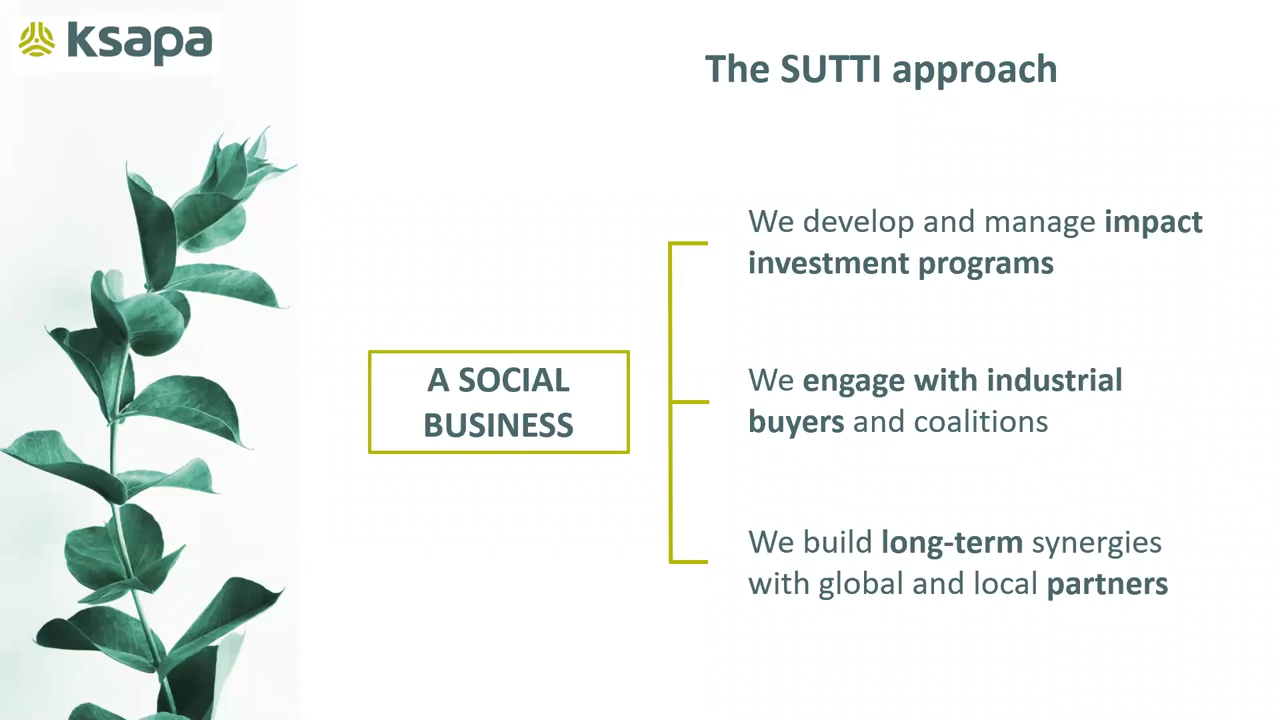 ksapa
The SUTTI approach
We develop and manage impact
investment programs
A SOCIAL
BUSINESS
We engage with industrial
buyers and coalitions
We build long-term synergies
with global and local partners